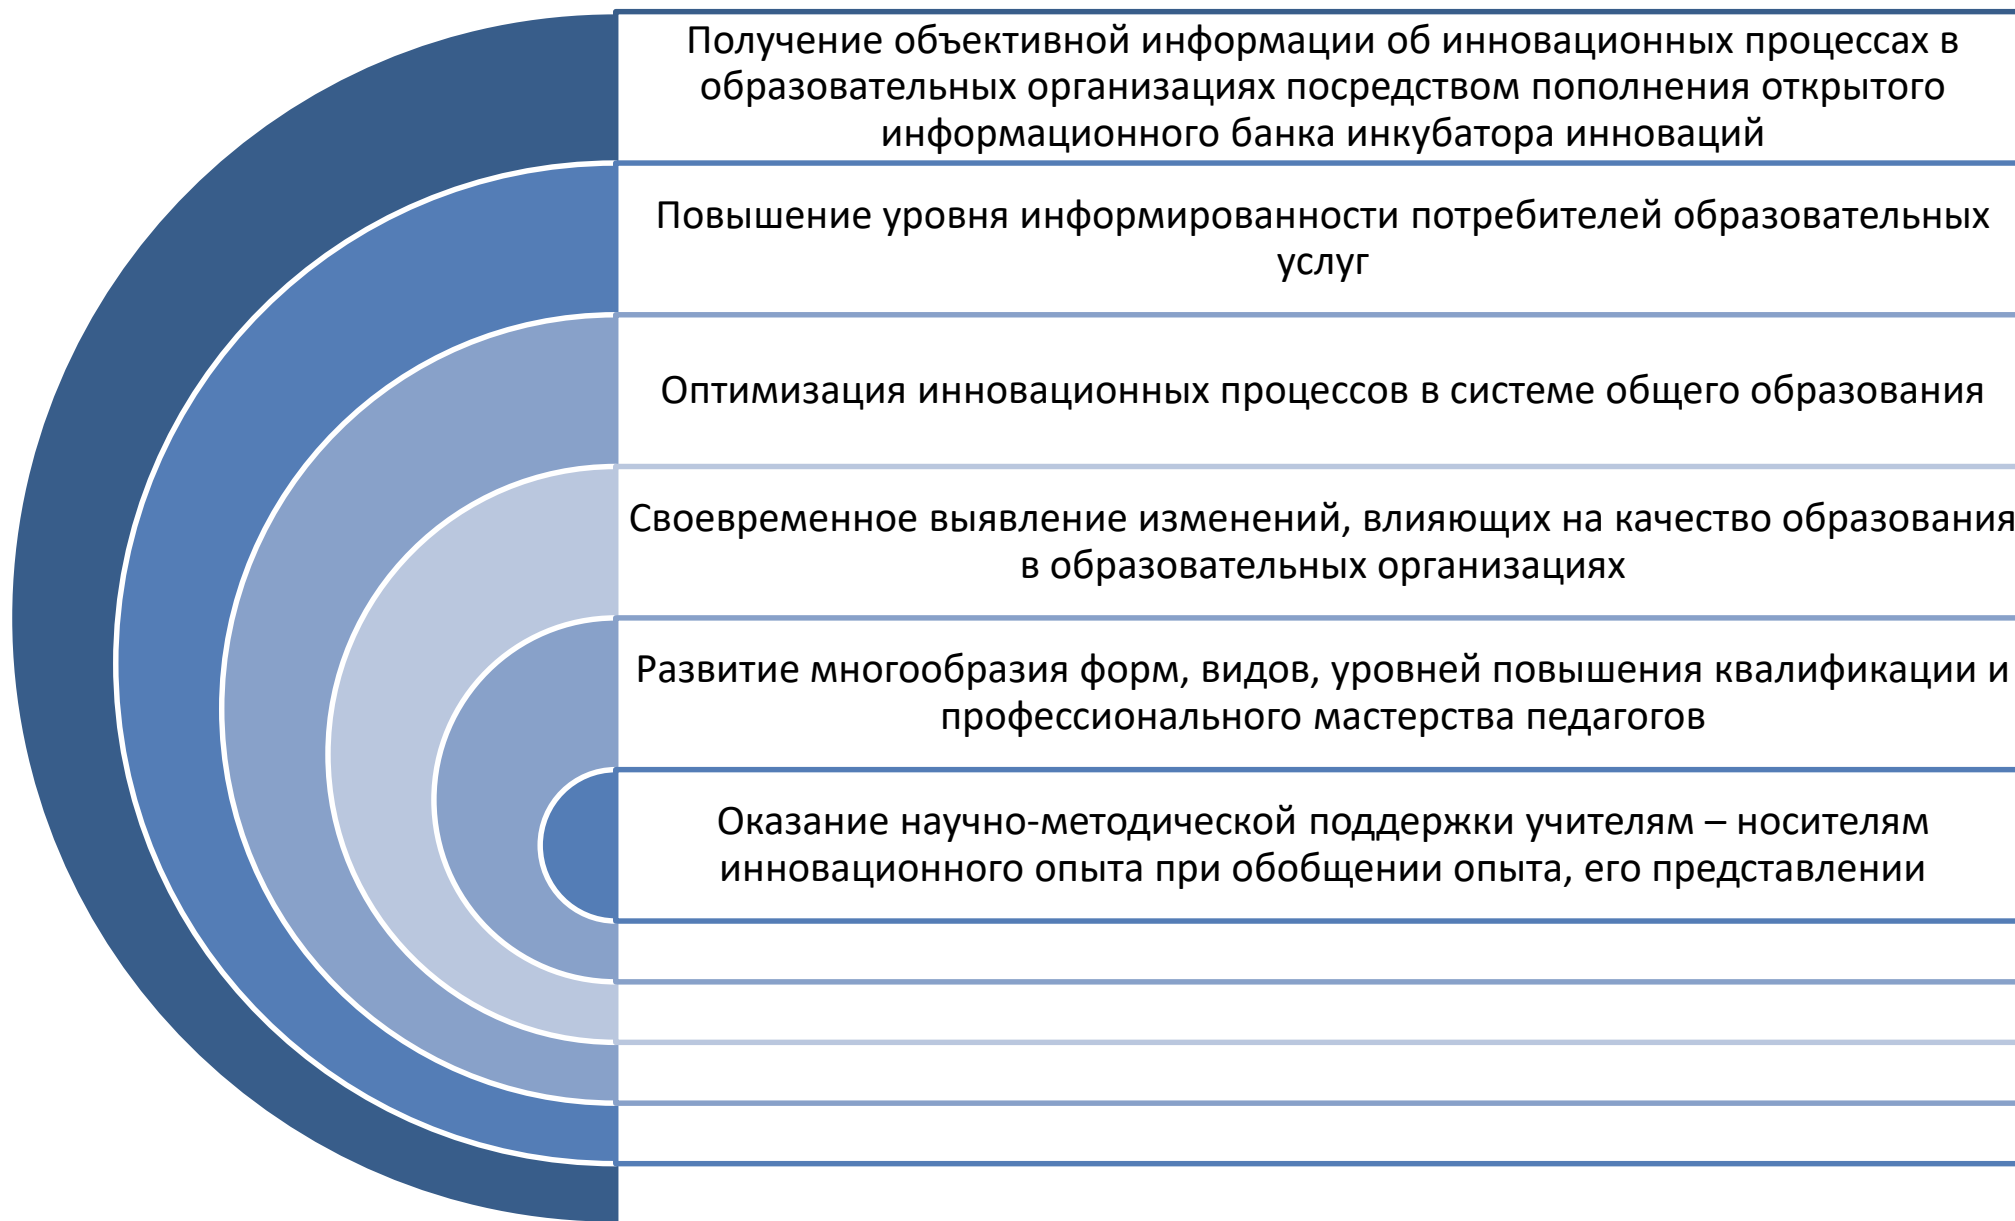 Получение объективной информации об инновационных процессах в
образовательных организациях посредством пополнения открытого
информационного банка инкубатора инноваций
Повышение уровня информированности потребителей образовательных
услуг
Оптимизация инновационных процессов в системе общего образования
Своевременное выявление изменений, влияющих на качество образования
в образовательных организациях
Развитие многообразия форм, видов, уровней повышения квалификации и
профессионального мастерства педагогов
Оказание научно-методической поддержки учителям – носителям
инновационного опыта при обобщении опыта, его представлении